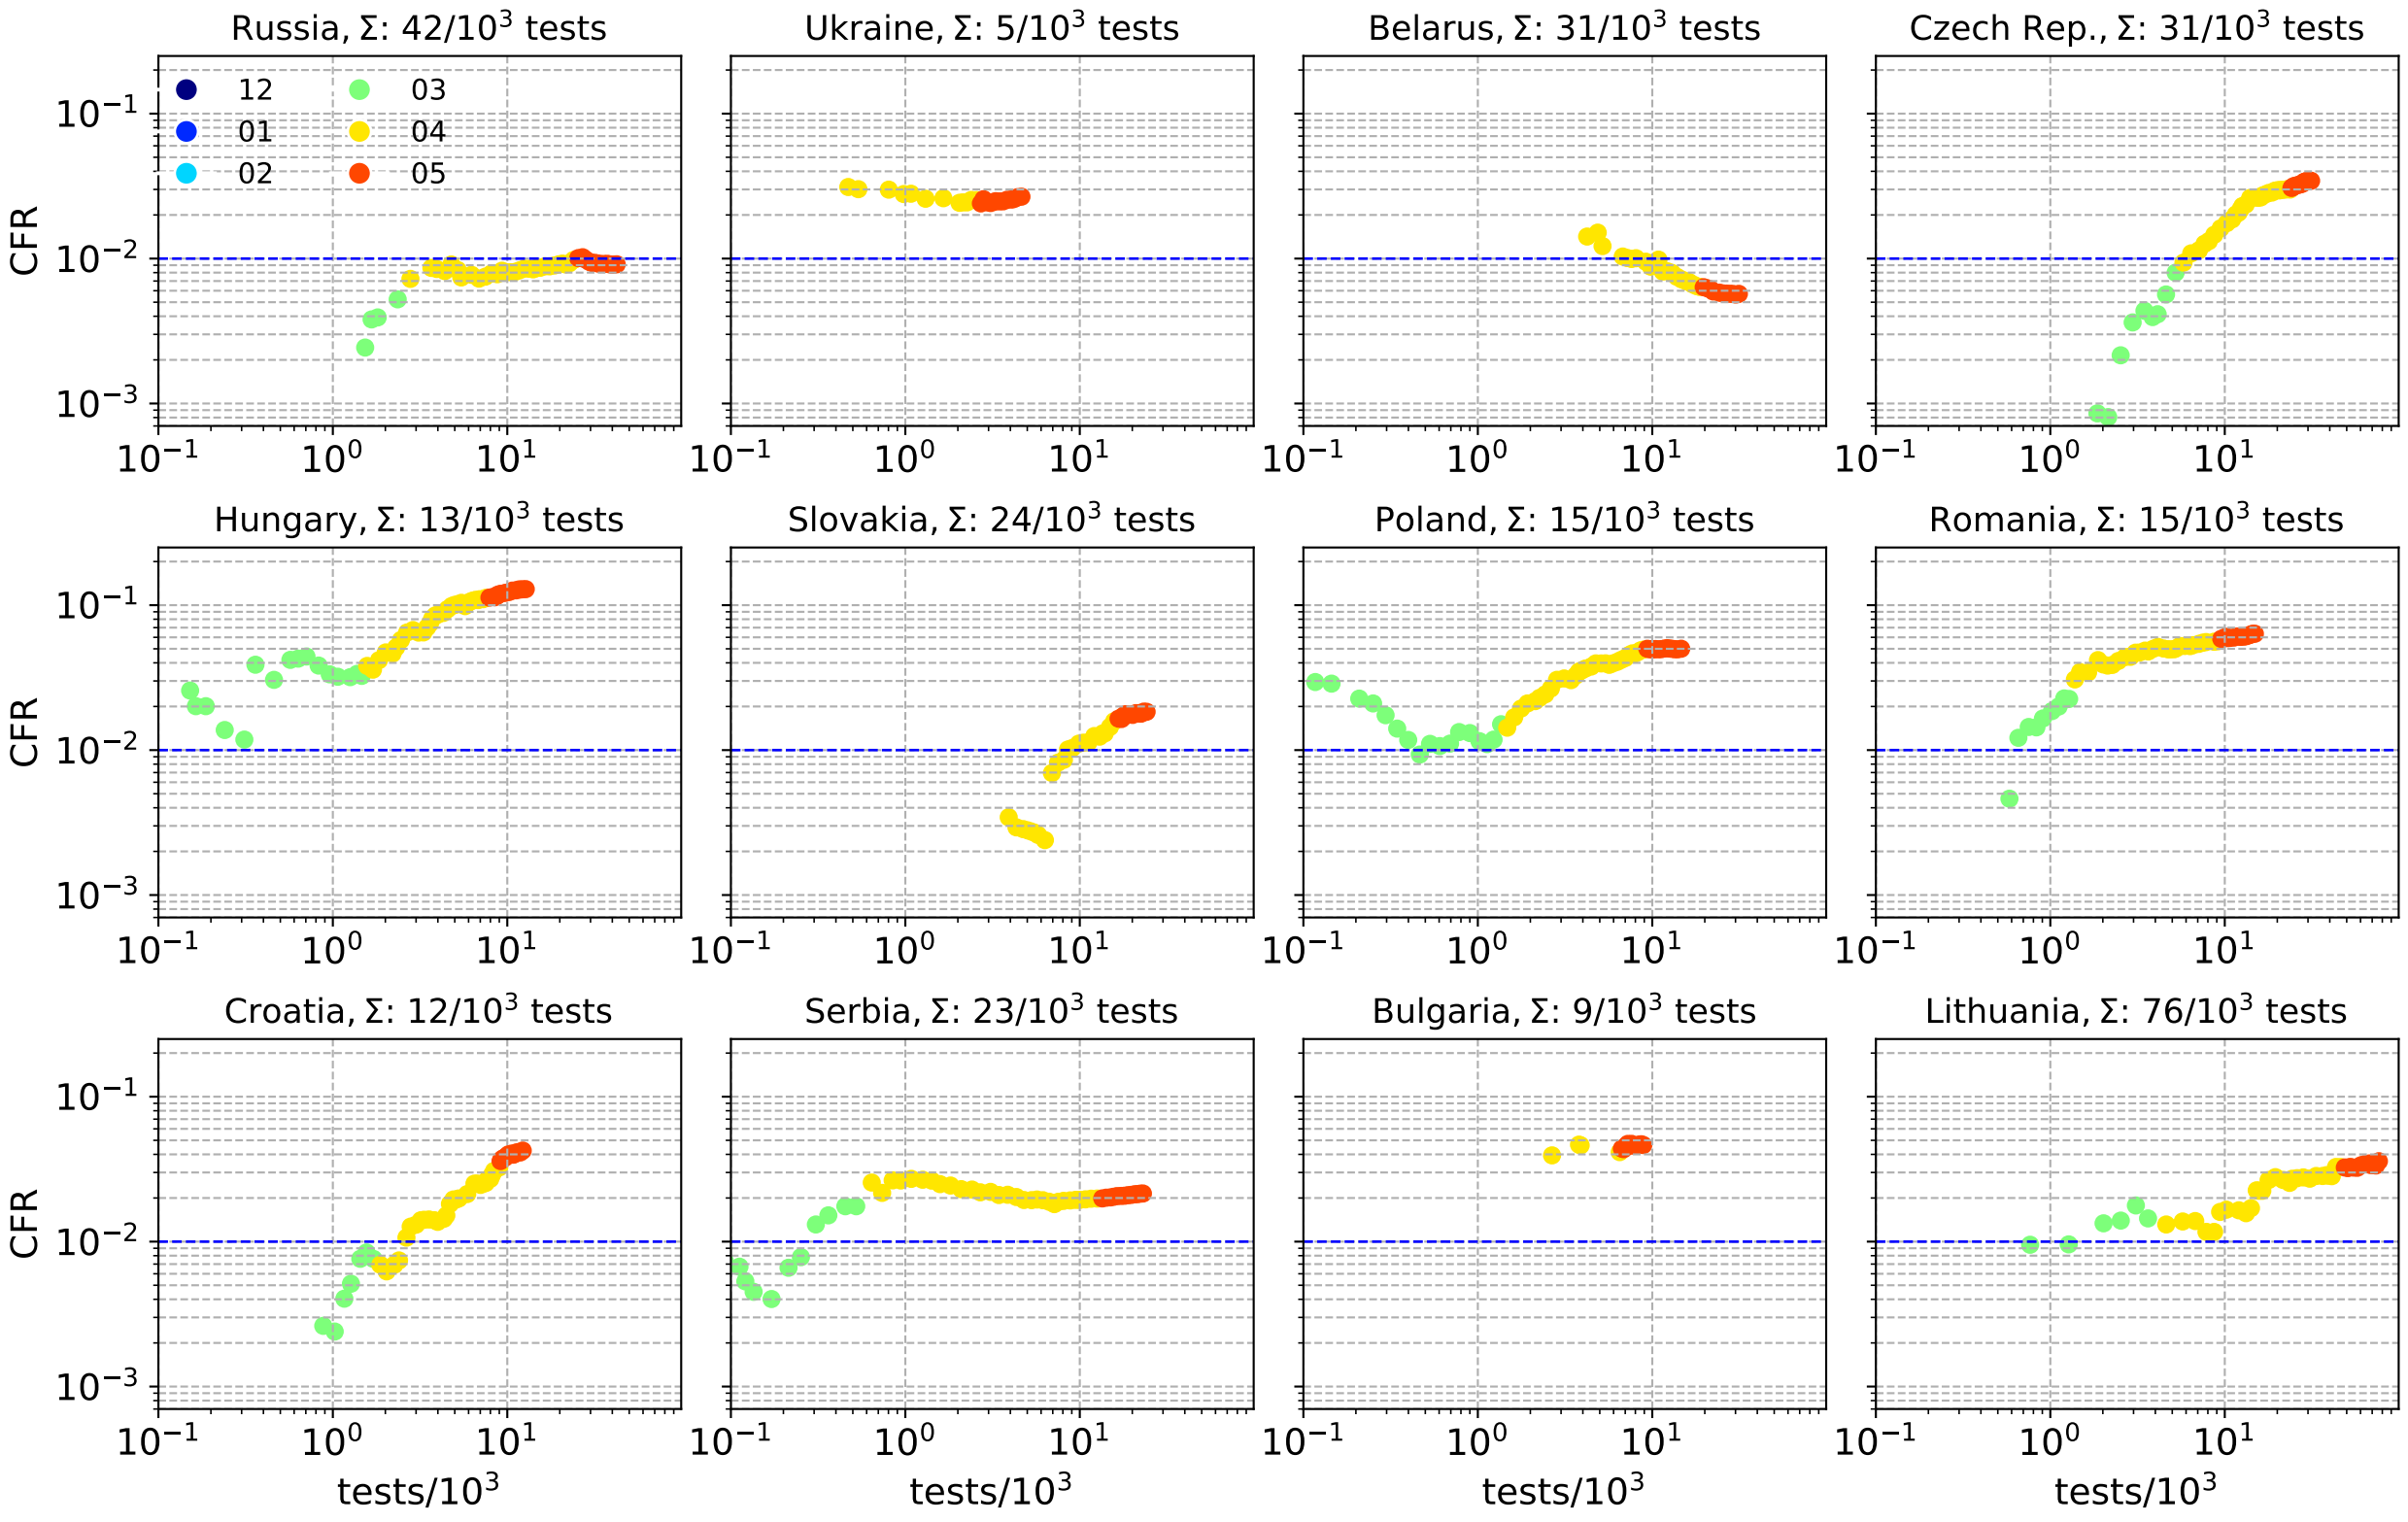 Russia, Σ: 42/10³ tests
Ukraine, Σ: 5/10³ tests
Belarus, Σ: 31/10³ tests
Czech Rep., Σ: 31/10³ tests
12 03
01 04
02 05
CFR
10⁻¹
10⁻²
10⁻³
10⁻¹ 10⁰ 10¹
10⁻¹ 10⁰ 10¹
10⁻¹ 10⁰ 10¹
10⁻¹ 10⁰ 10¹
Hungary, Σ: 13/10³ tests
Slovakia, Σ: 24/10³ tests
Poland, Σ: 15/10³ tests
Romania, Σ: 15/10³ tests
CFR
10⁻¹
10⁻²
10⁻³
10⁻¹ 10⁰ 10¹
10⁻¹ 10⁰ 10¹
10⁻¹ 10⁰ 10¹
10⁻¹ 10⁰ 10¹
Croatia, Σ: 12/10³ tests
Serbia, Σ: 23/10³ tests
Bulgaria, Σ: 9/10³ tests
Lithuania, Σ: 76/10³ tests
CFR
10⁻¹
10⁻²
10⁻³
10⁻¹ 10⁰ 10¹
10⁻¹ 10⁰ 10¹
10⁻¹ 10⁰ 10¹
10⁻¹ 10⁰ 10¹
tests/10³
tests/10³
tests/10³
tests/10³